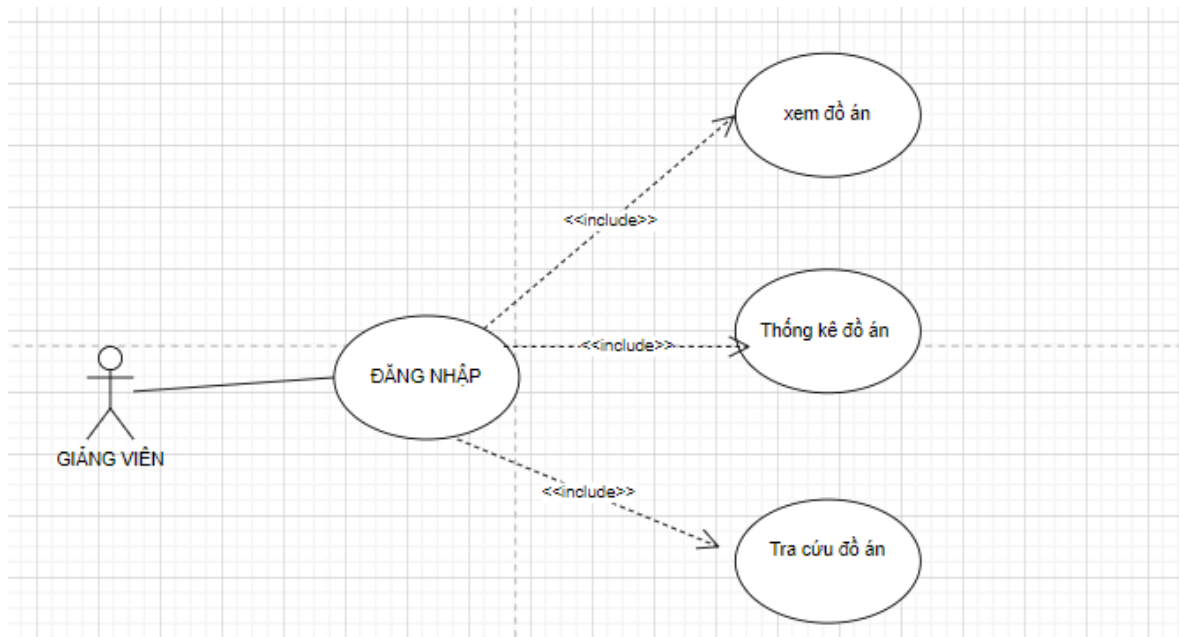 xem đồ án
<<include>>
Thống kê đồ án
<<include>>
ĐĂNG NHẬP
GIẢNG VIÊN
<<include>>
Tra cứu đồ án